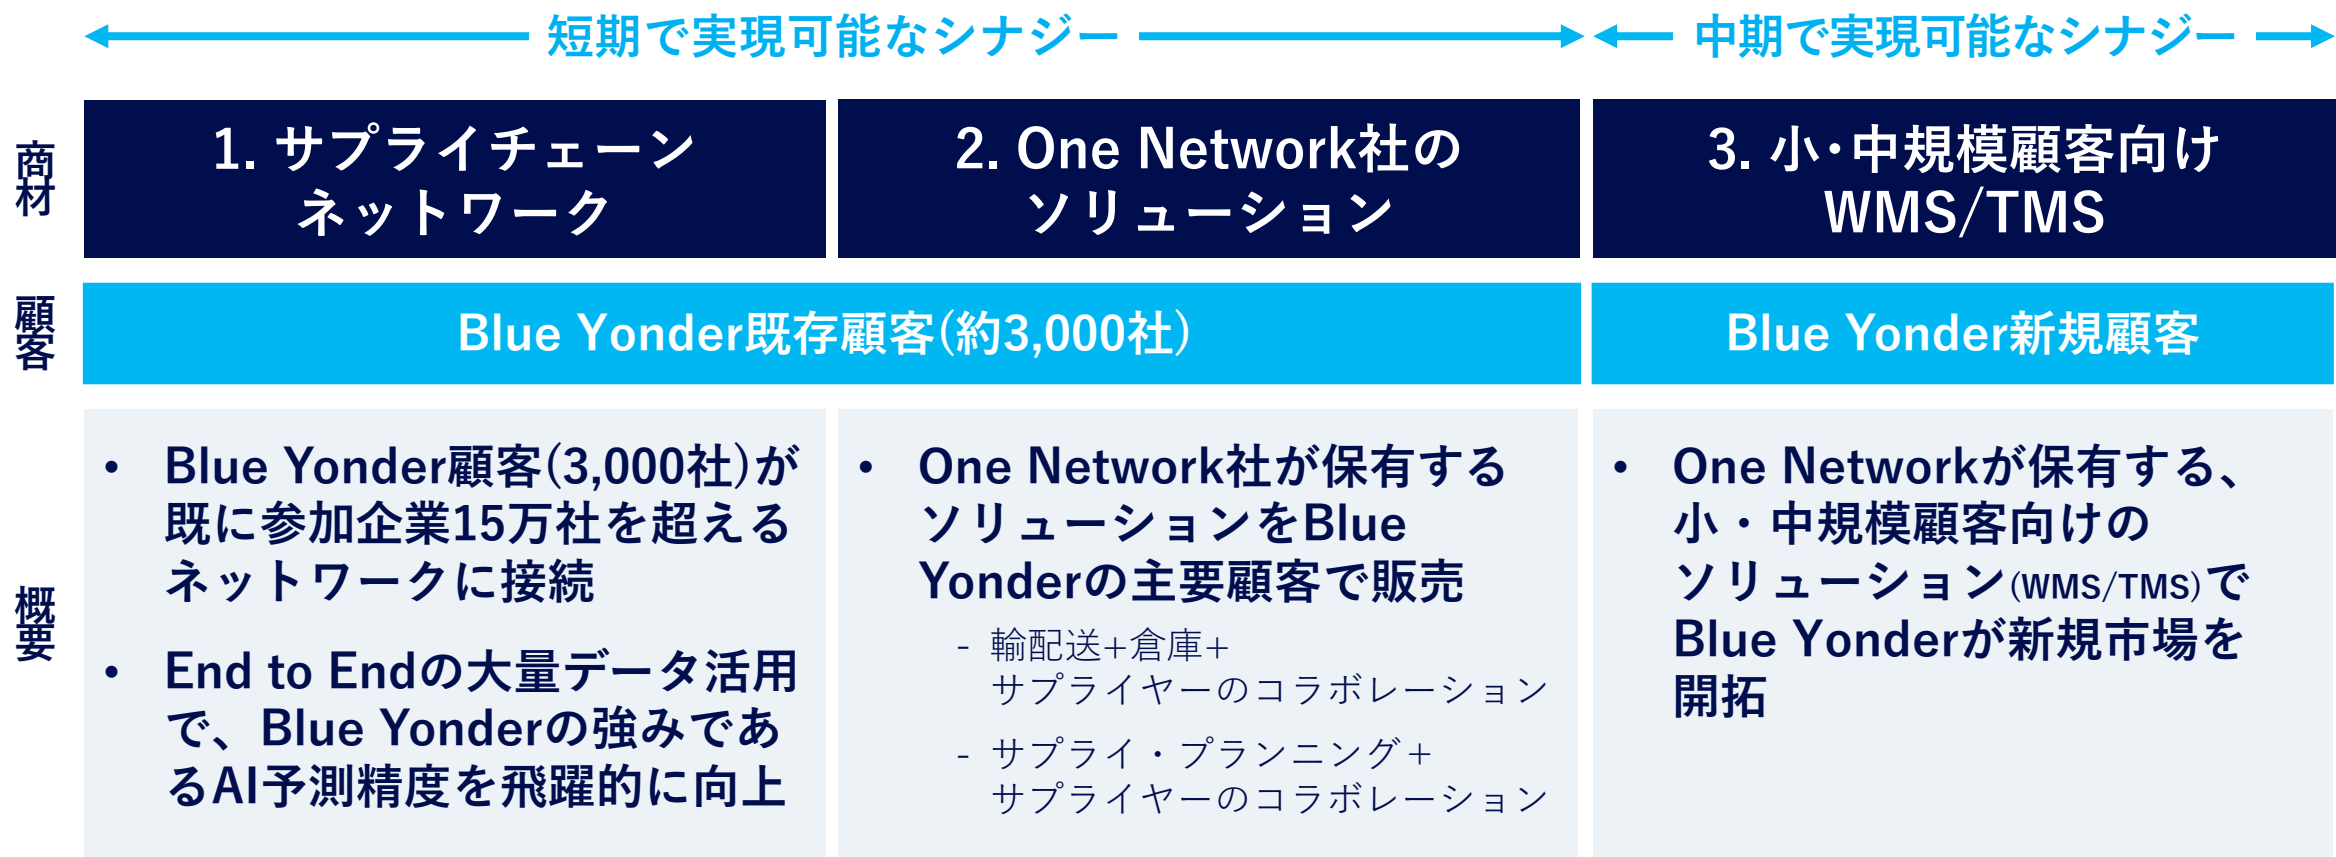 短期で実現可能なシナジー
中期で実現可能なシナジー
商材
1. サプライチェーン
ネットワーク
2. One Network社の
ソリューション
3. 小・中規模顧客向け
WMS/TMS
顧客
Blue Yonder既存顧客(約3,000社)
Blue Yonder新規顧客
概要
• Blue Yonder顧客(3,000社)が
既に参加企業15万社を超える
ネットワークに接続
• End to Endの大量データ活用
で、Blue Yonderの強みであ
るAI予測精度を飛躍的に向上
• One Network社が保有する
ソリューションをBlue
Yonderの主要顧客で販売
- 輸配送+倉庫+
サプライヤーのコラボレーション
- サプライ・プランニング+
サプライヤーのコラボレーション
• One Networkが保有する、
小・中規模顧客向けの
ソリューション(WMS/TMS)で
Blue Yonderが新規市場を
開拓